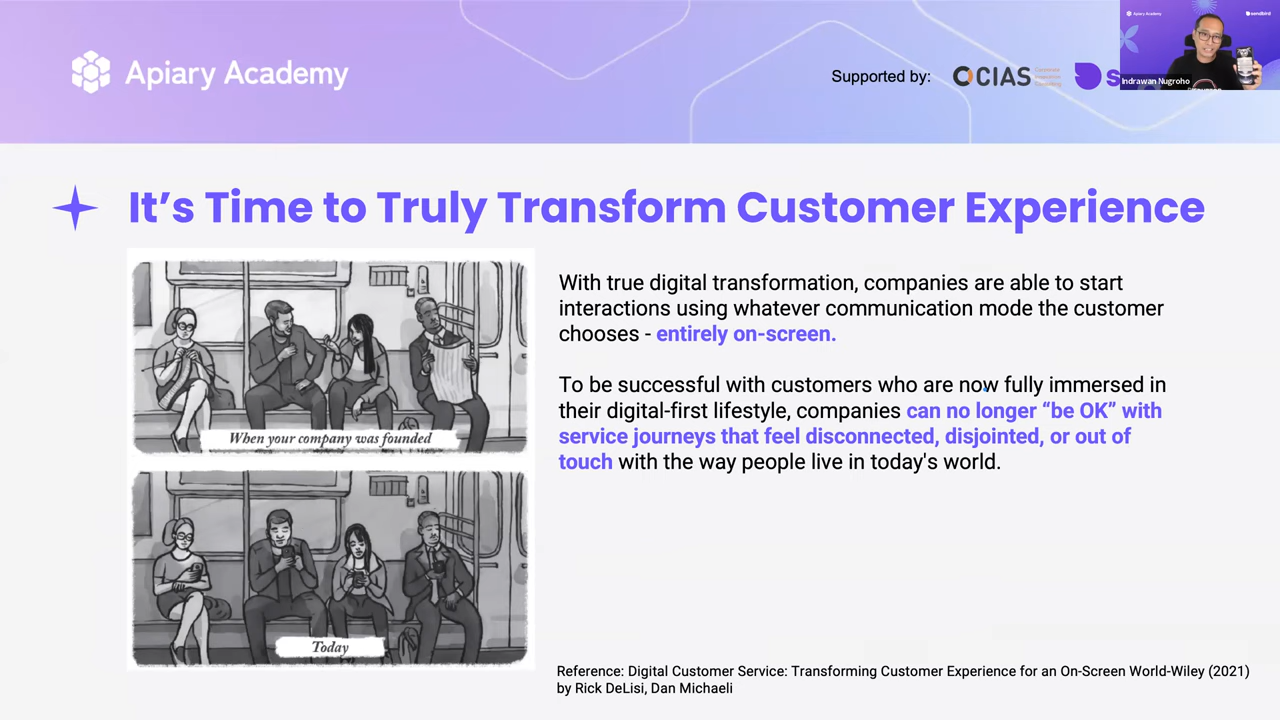 Apiary Academy
Supported by:
CIAS
Apiary Academy
sendbird
Indrawan Nugroho
It's Time to Truly Transform Customer Experience
With true digital transformation, companies are able to start
interactions using whatever communication mode the customer
chooses - entirely on-screen.
To be successful with customers who are now fully immersed in
their digital-first lifestyle, companies can no longer “be OK” with
service journeys that feel disconnected, disjointed, or out of
touch with the way people live in today's world.
When your company was founded
Today
Reference: Digital Customer Service: Transforming Customer Experience for an On-Screen World-Wiley (2021)
by Rick DeLisi, Dan Michaeli